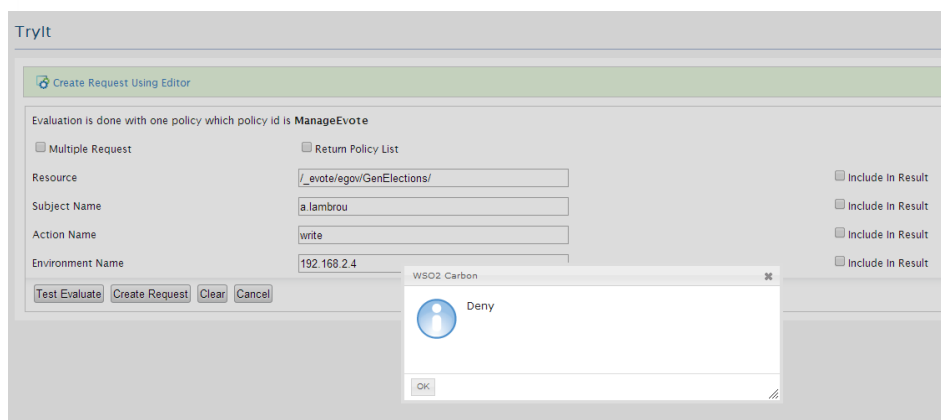 TryIt
Create Request Using Editor
Evaluation is done with one policy which policy id is ManageEvote
Multiple Request Return Policy List
Resource /_evote/egov/GenElections/ Include In Result
Subject Name a.lambrou Include In Result
Action Name write Include In Result
Environment Name 192.168.2.4 Include In Result
WSO2 Carbon
Test Evaluate Create Request Clear Cancel
Deny
OK